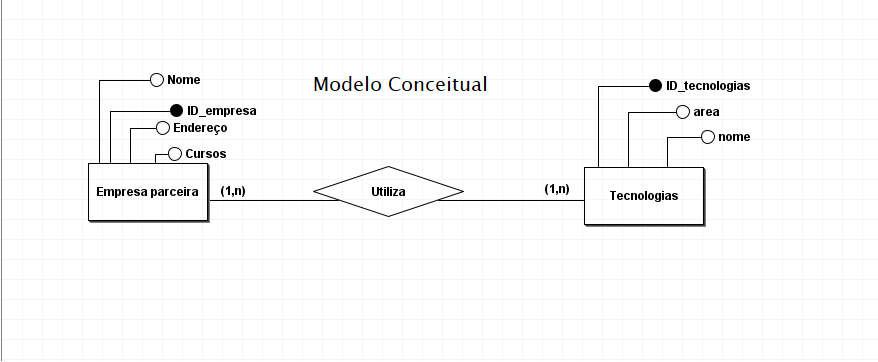 Modelo Conceitual
Nome
ID_empresa
Endereço
Cursos
Empresa parceira
(1,n)
Utiliza
(1,n)
ID_tecnologias
area
nome
Tecnologias